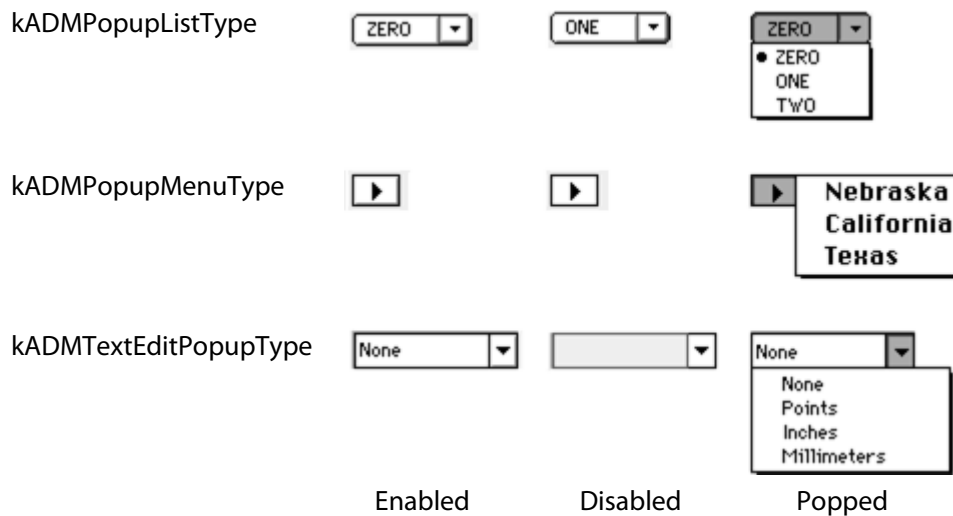 kADMPopupListType ZERO ONE ZERO
ZERO
ONE
TWO
kADMPopupMenuType Nebraska
California
Texas
kADMTextEditPopupType None None
None
Points
Inches
Millimeters
Enabled Disabled Popped